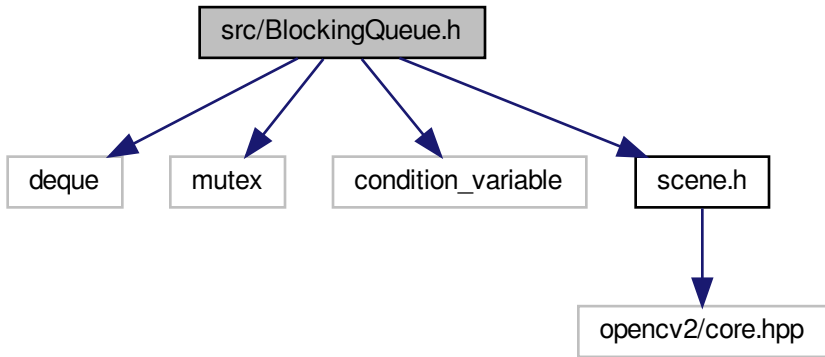 src/BlockingQueue.h
deque
mutex
condition_variable
scene.h
opencv2/core.hpp